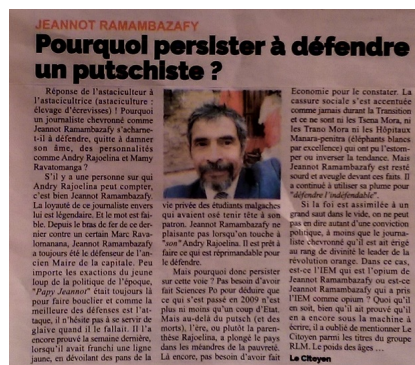 JEANNOT RAMAMBAZAFY
Pourquoi persister à défendre
un putschiste ?
Réponse de l'astaciculteur à
l'astacicultrice (astaciculture :
élevage d'écrevisses) ! Pourquoi
un journaliste chevronné comme
Jeannot Ramambazafy s'acharne-
t-il à défendre, quitte à damner
son âme, des personnalités
comme Andry Rajoelina et Mamy
Ravatomanga ?
S'il y a une personne sur qui
Andry Rajoelina peut compter,
c'est bien Jeannot Ramambazafy.
La loyauté de ce journaliste envers
lui est légendaire. Et le mot est fai-
ble. Depuis le bras de fer de ce der-
nier contre un certain Marc Rava-
lomanana, Jeannot Ramambazafy
a toujours été le défenseur de l'an-
cien Maire de la capitale. Peu
importe les exactions du jeune
loup de la politique de l'époque,
"Papy Jeannot" était toujours là
pour faire bouclier et comme la
meilleure des défenses est l'at-
taque, il n'hésite pas à se servir de
glaive quand il le fallait. Il l'a
encore prouvé la semaine dernière,
lorsqu'il avait franchi une ligne
jaune, en dévoilant des pans de la
vie privée des étudiants malgaches
qui avaient osé tenir tête à son
patron. Jeannot Ramambazafy ne
plaisante pas lorsqu'on touche à
"son" Andry Rajoelina. Il est prêt à
faire ce qui est répréhensible pour
le défendre.
Mais pourquoi donc persister
sur cette voie ? Pas besoin d'avoir
fait Sciences Po pour déduire que
ce qui s'est passé en 2009 n'est
plus ni moins qu'un coup d'Etat.
Mais au-delà du putsch (et des
morts), l'ère, ou plutôt la paren-
thèse Rajoelina, a plongé le pays
dans les méandres de la pauvreté.
Là encore, pas besoin d'avoir fait
Economie pour le constater. La
cassure sociale s'est accentuée
comme jamais durant la Transition
et ce ne sont ni les Tsena Mora, ni
les Trano Mora ni les Hôpitaux
Manara-penitra (éléphants blancs
par excellence) qui ont pu l'estom-
per ou inverser la tendance. Mais
Jeannot Ramambazafy est resté
sourd et aveugle devant ces faits. Il
a continué à utiliser sa plume pour
"défendre l'indéfendable".
Si la foi est assimilée à un
grand saut dans le vide, on ne peut
pas en dire autant d'une conviction
politique, à moins que le journa-
liste chevronné qu'il est ait érigé
au rang de divinité le leader de la
révolution orange. Dans ce cas,
est-ce l'IEM qui est l'opium de
Jeannot Ramambazafy ou est-ce
Jeannot Ramambazafy qui a pris
l'IEM comme opium ? Quoi qu'il
en soit, bien qu'il ait prouvé qu'il
en a encore sous la machine à
écrire, il a oublié de mentionner Le
Citoyen parmi les titres du groupe
RLM. Le poids des âges ...
Le Citoyen